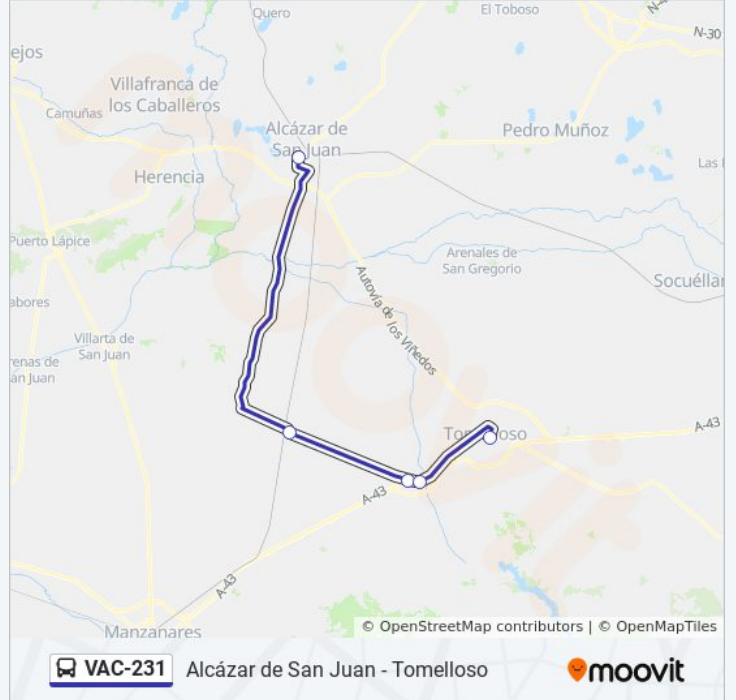 Quero
El Toboso
N-30
ejos
Villafranca de
los Caballeros
Camuñas
Alcázar de
San Juan
Pedro Muñoz
Las
Herencia
Puerto Lápice
Arenales de
San Gregorio
Socuélla
abores
Autovía de los Viñedos
Villarta de
San Juan
renas de
an Juan
Tomelloso
A-43
A-43
A-43
Manzanares
© OpenStreetMap contributors | © OpenMapTiles
VAC-231 Alcázar de San Juan - Tomelloso
moovit